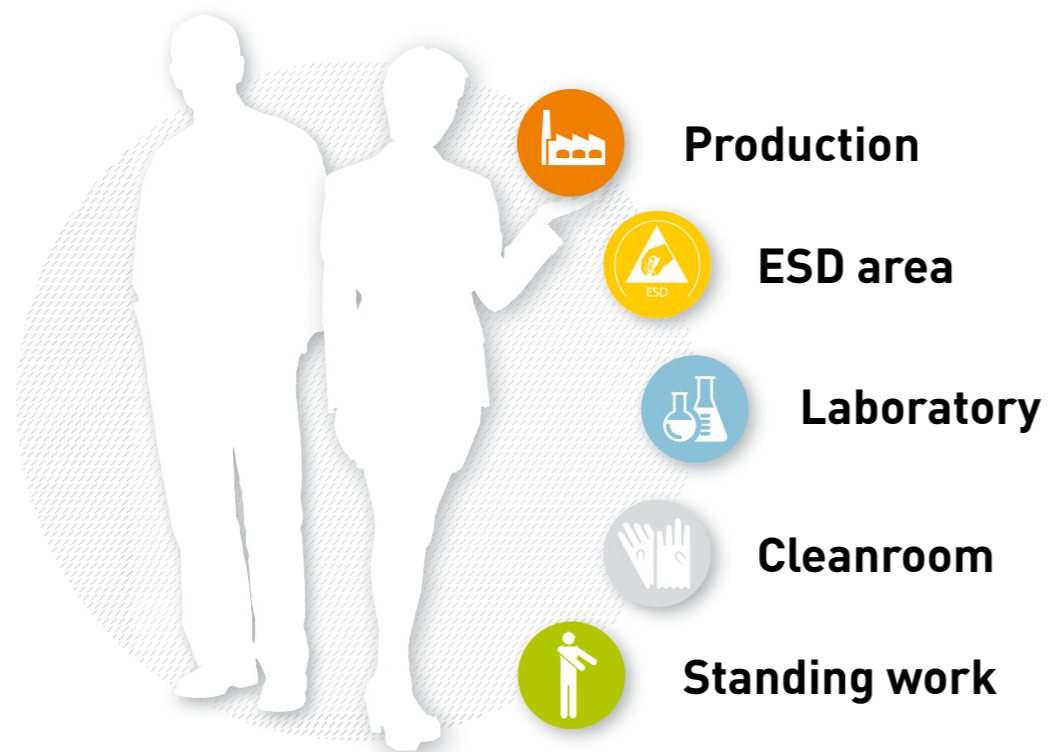 Production
ESD area
ESD
Laboratory
Cleanroom
Standing work